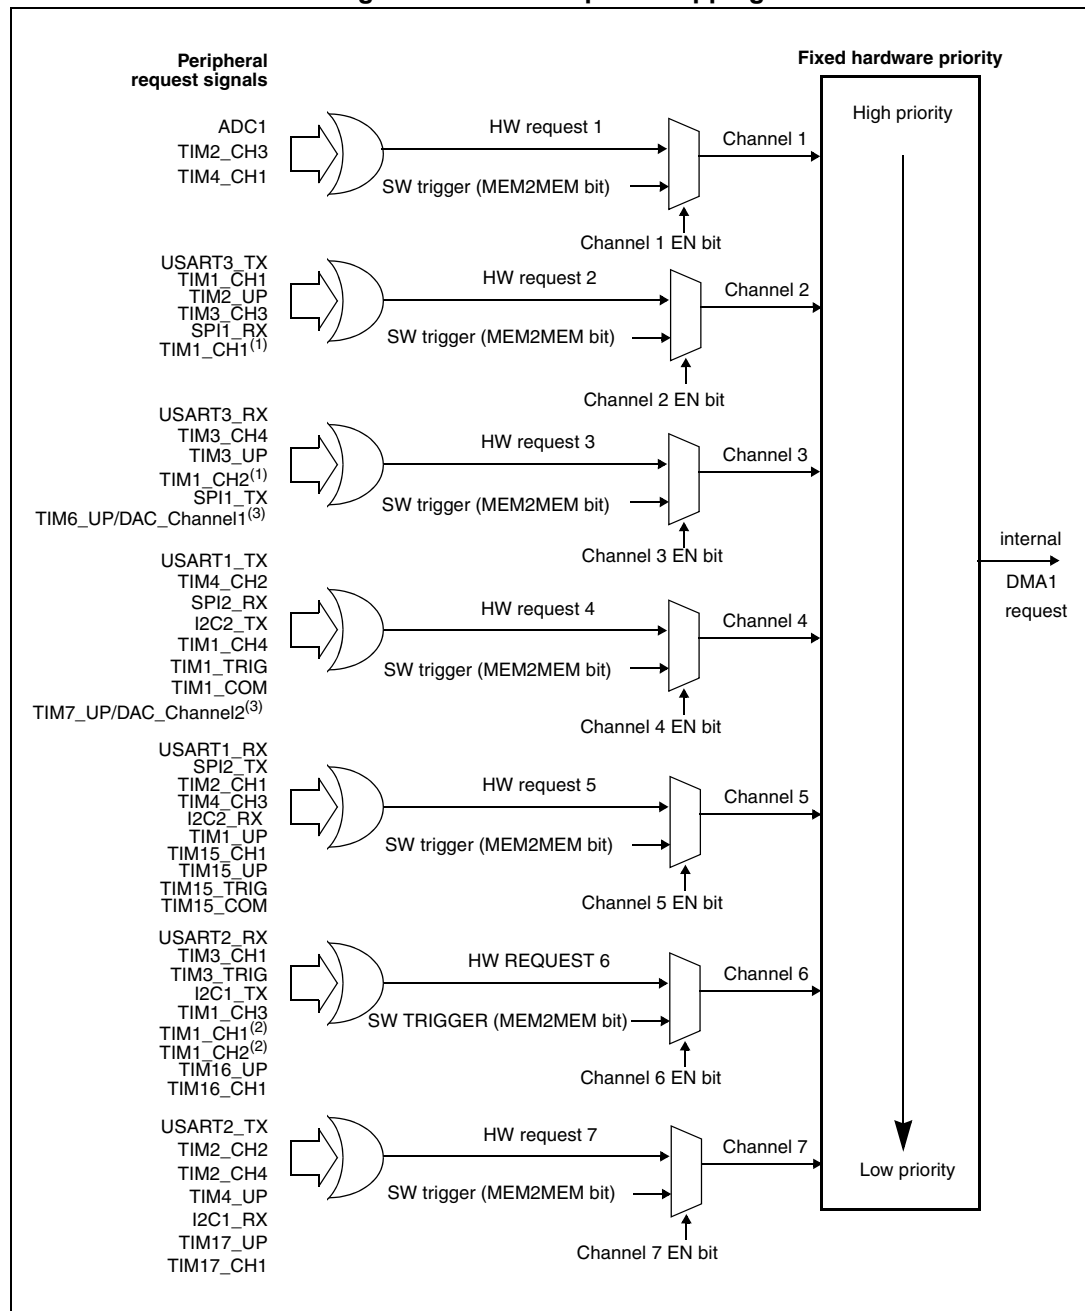 Peripheral
request signals
Fixed hardware priority
High priority
ADC1
TIM2_CH3
TIM4_CH1
HW request 1
SW trigger (MEM2MEM bit)
Channel 1
Channel 1 EN bit
USART3_TX
TIM1_CH1
TIM2_UP
TIM3_CH3
SPI1_RX
TIM1_CH1(1)
HW request 2
SW trigger (MEM2MEM bit)
Channel 2
Channel 2 EN bit
USART3_RX
TIM3_CH4
TIM3_UP
TIM1_CH2(1)
SPI1_TX
TIM6_UP/DAC_Channel1(3)
HW request 3
SW trigger (MEM2MEM bit)
Channel 3
Channel 3 EN bit
internal
DMA1
request
USART1_TX
TIM4_CH2
SPI2_RX
I2C2_TX
TIM1_CH4
TIM1_TRIG
TIM1_COM
TIM7_UP/DAC_Channel2(3)
HW request 4
SW trigger (MEM2MEM bit)
Channel 4
Channel 4 EN bit
USART1_RX
SPI2_TX
TIM2_CH1
TIM4_CH3
I2C2_RX
TIM1_UP
TIM15_CH1
TIM15_UP
TIM15_TRIG
TIM15_COM
HW request 5
SW trigger (MEM2MEM bit)
Channel 5
Channel 5 EN bit
USART2_RX
TIM3_CH1
TIM3_TRIG
I2C1_TX
TIM1_CH3
TIM1_CH1(2)
TIM1_CH2(2)
TIM16_UP
TIM16_CH1
HW REQUEST 6
SW TRIGGER (MEM2MEM bit)
Channel 6
Channel 6 EN bit
USART2_TX
TIM2_CH2
TIM2_CH4
TIM4_UP
I2C1_RX
TIM17_UP
TIM17_CH1
HW request 7
SW trigger (MEM2MEM bit)
Channel 7
Channel 7 EN bit
Low priority